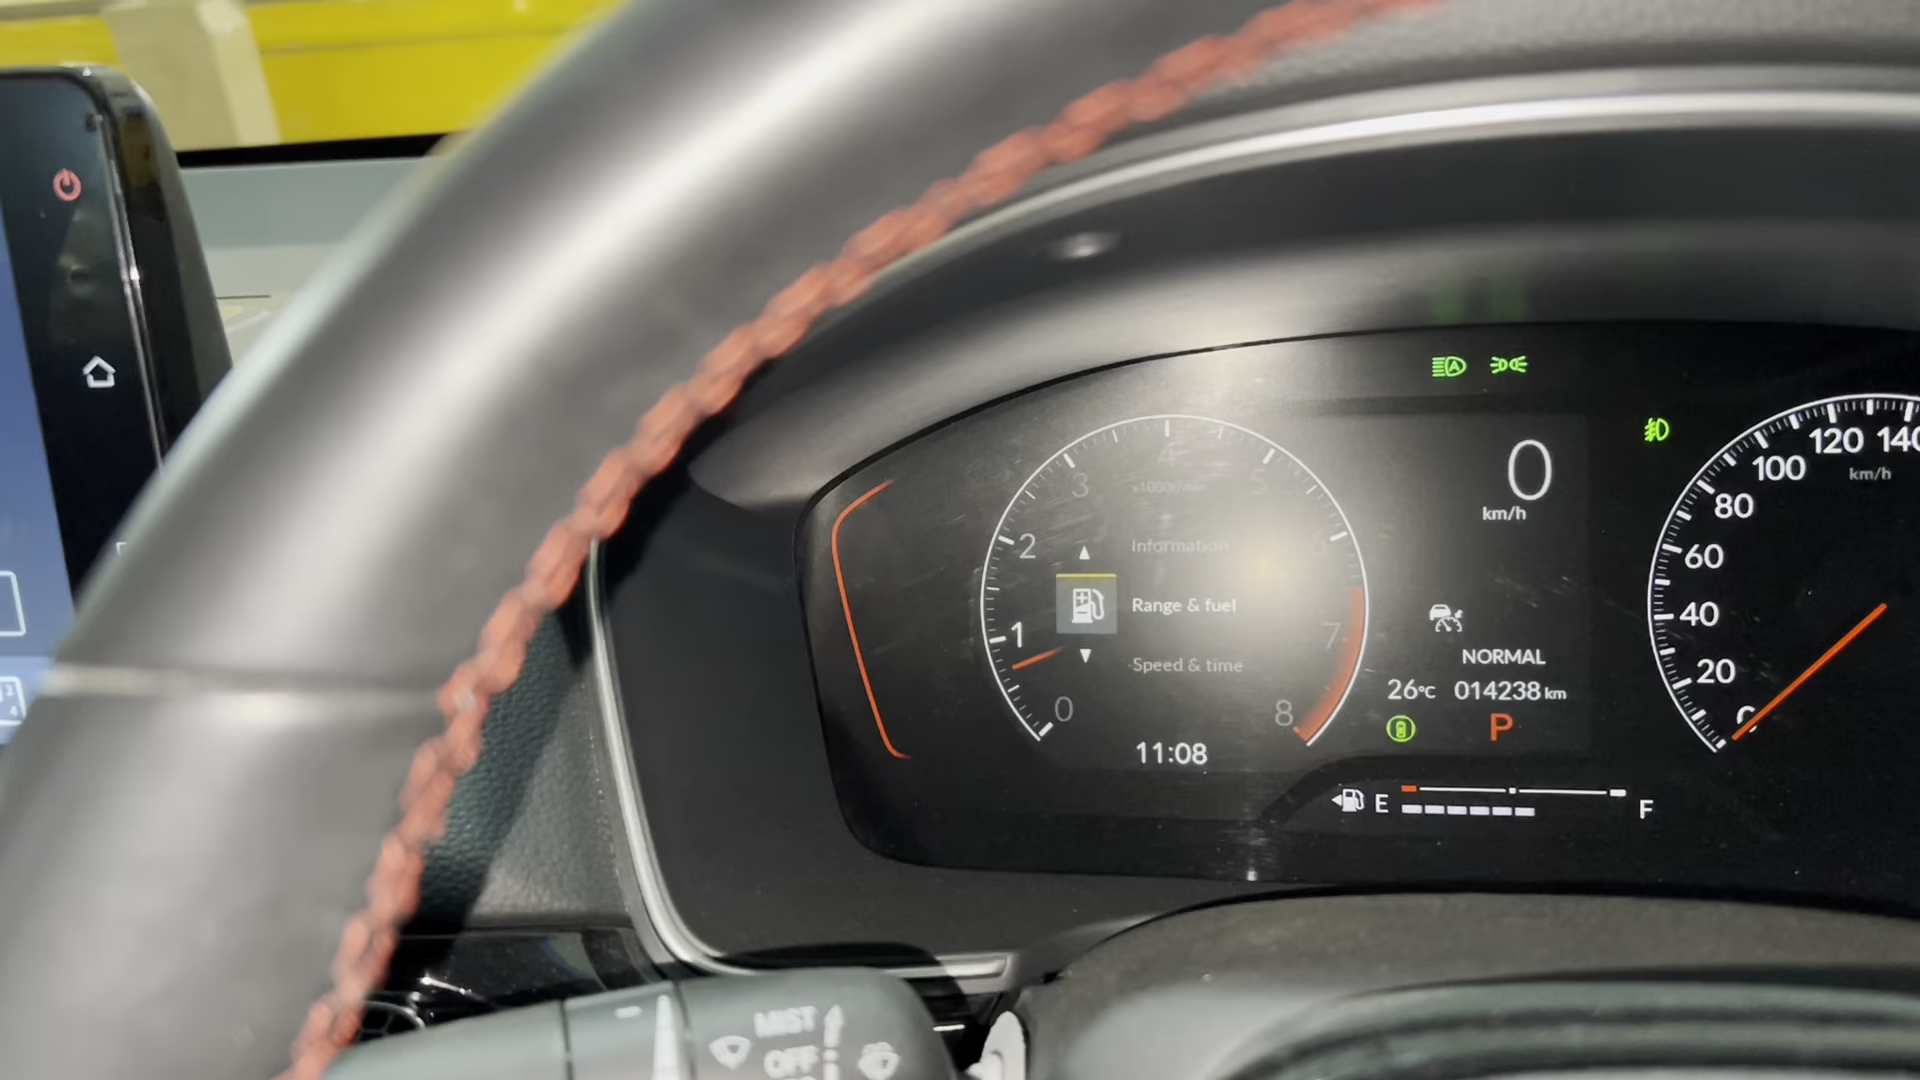 0
km/h
120
140
100
km/h
80
60
40
20
0
3
4
5
x1000r/min
2
6
Information
Range & fuel
1
7
Speed & time
0
8
NORMAL
26°C 014238 km
P
11:08
E
F
MIST
OFF